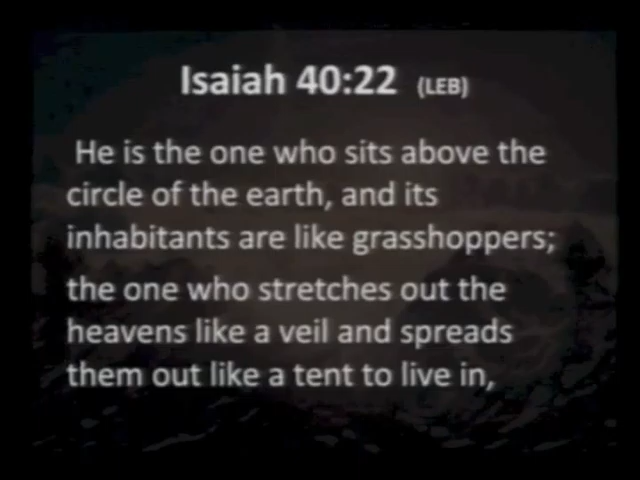 Isaiah 40:22 (LEB)
He is the one who sits above the
circle of the earth, and its
inhabitants are like grasshoppers;
the one who stretches out the
heavens like a veil and spreads
them out like a tent to live in,